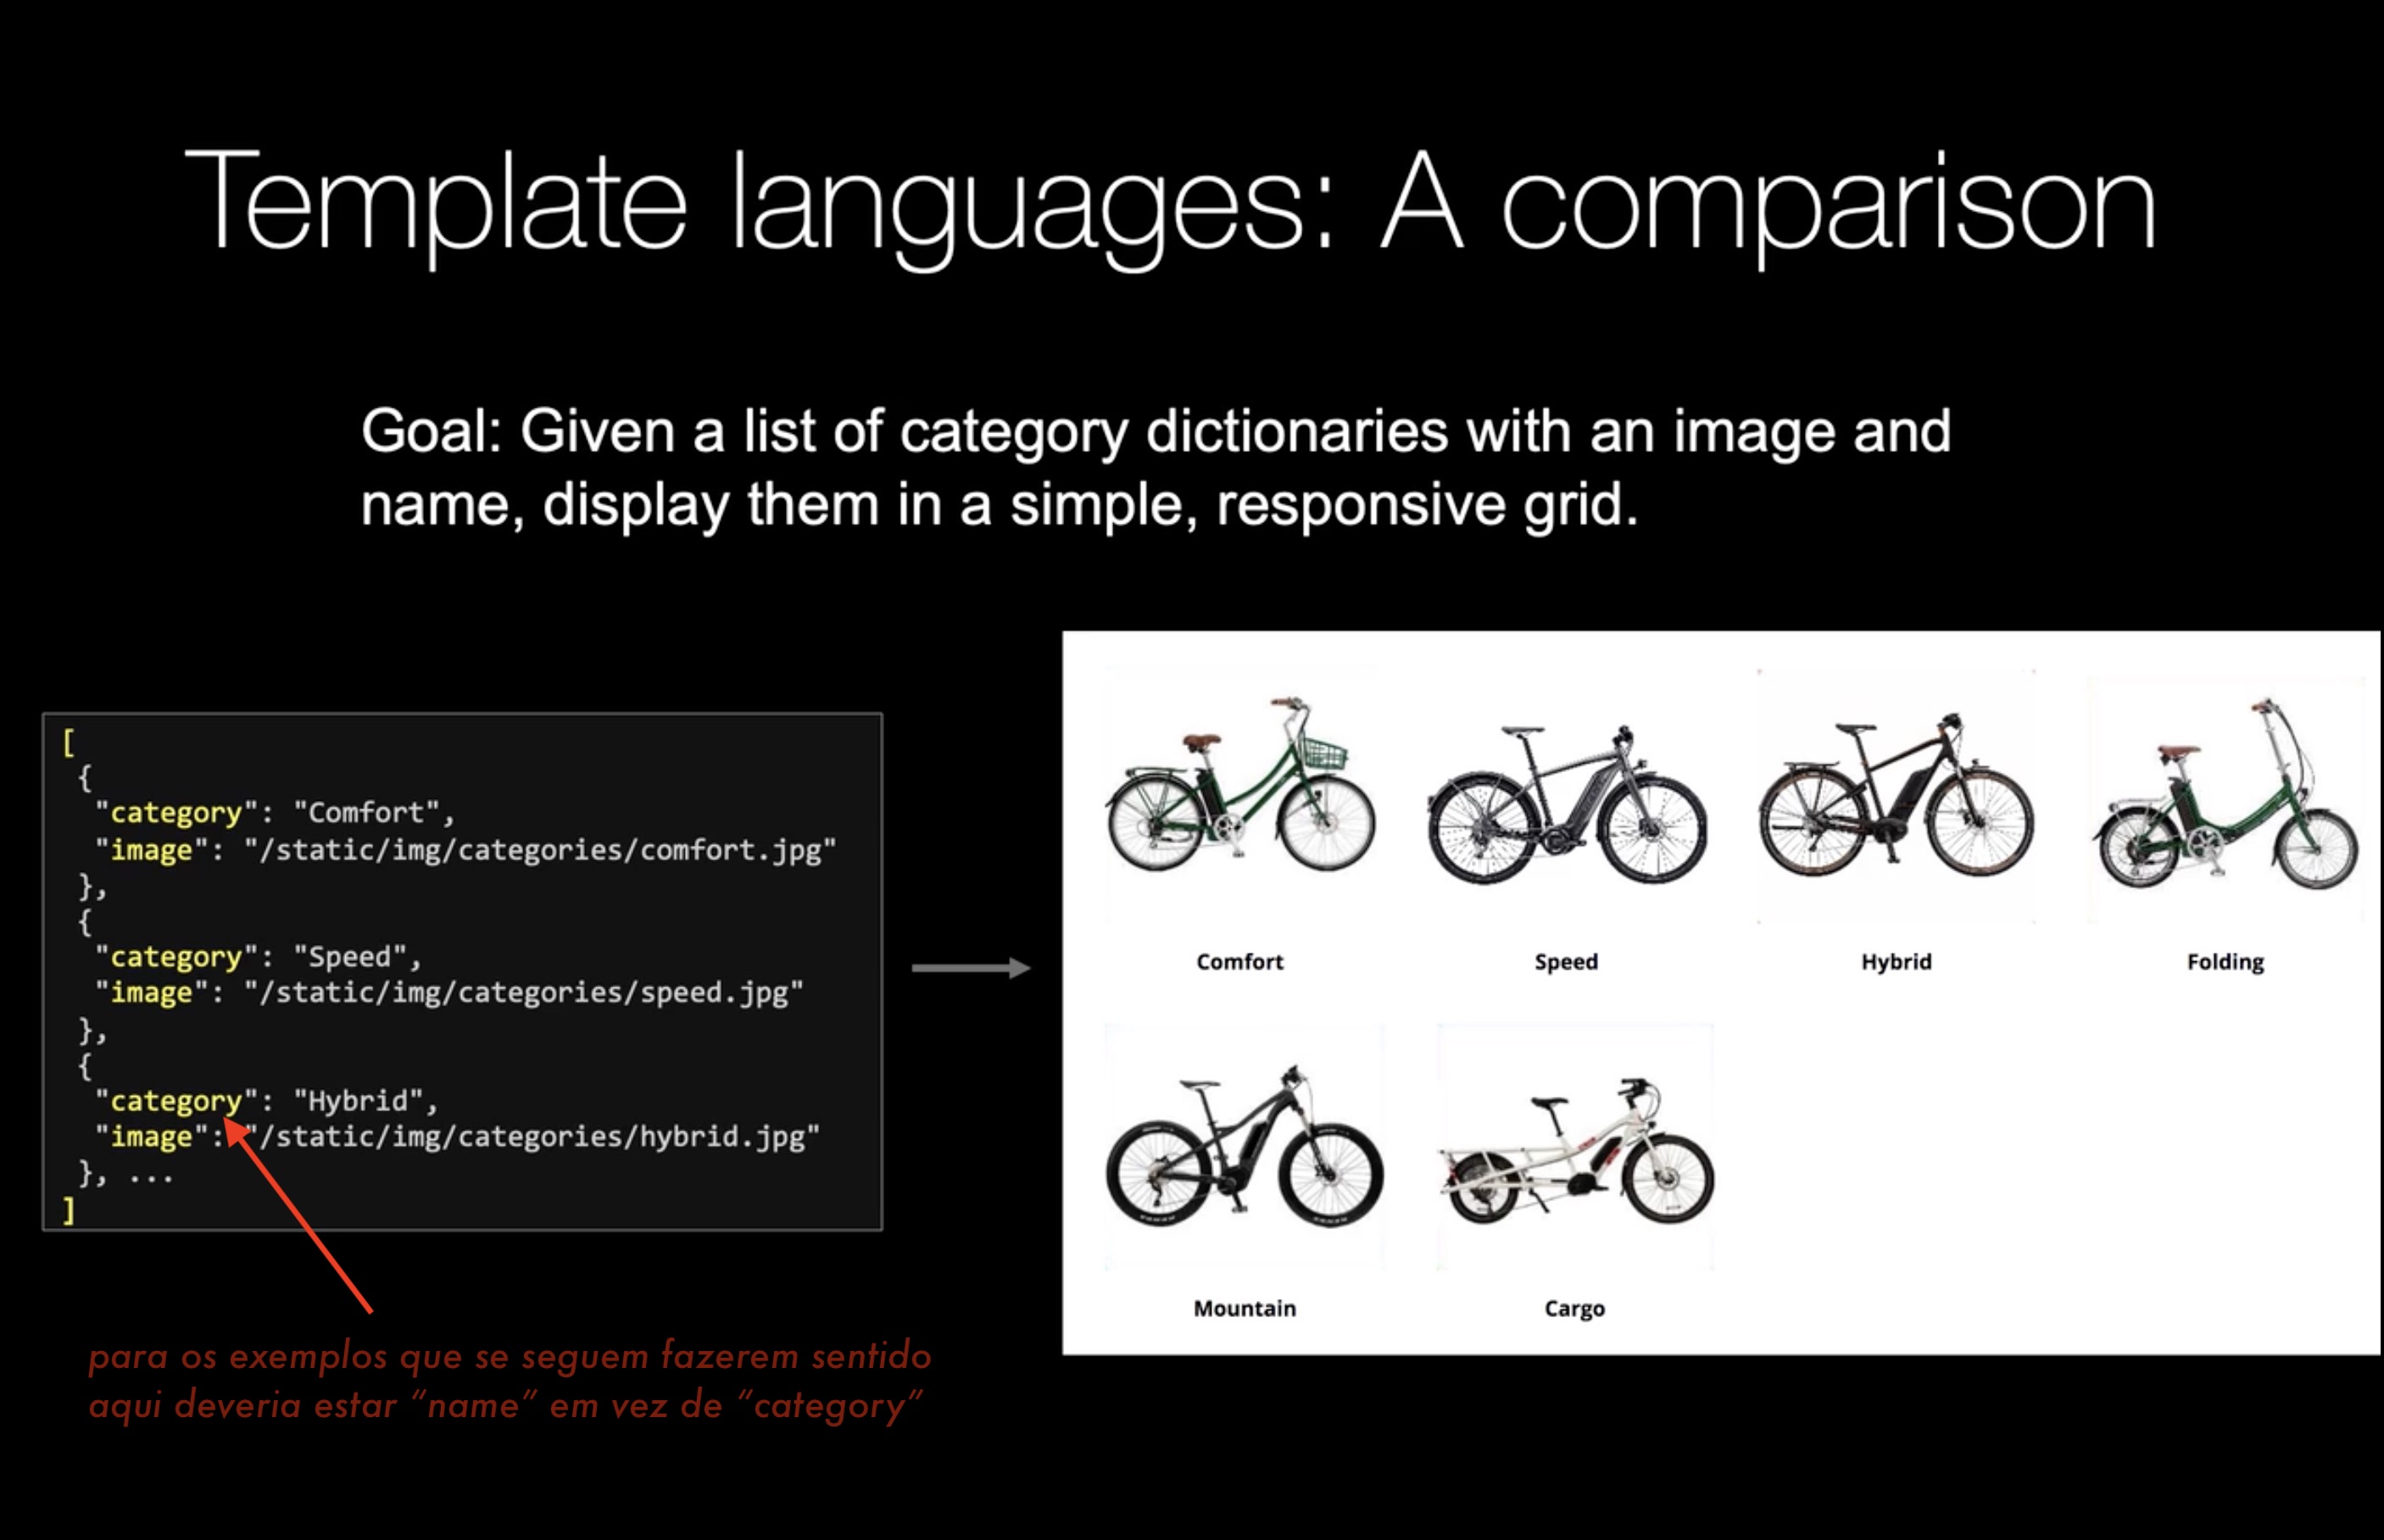 Template languages: A comparison
Goal: Given a list of category dictionaries with an image and
name, display them in a simple, responsive grid.
[
{
"category": "Comfort",
"image": "/static/img/categories/comfort.jpg"
},
{
"category": "Speed",
"image": "/static/img/categories/speed.jpg"
},
{
"category": "Hybrid",
"image": "/static/img/categories/hybrid.jpg"
}, ...
]
para os exemplos que se seguem fazerem sentido
aqui deveria estar “name” em vez de “category”
Comfort
Speed
Hybrid
Folding
Mountain
Cargo